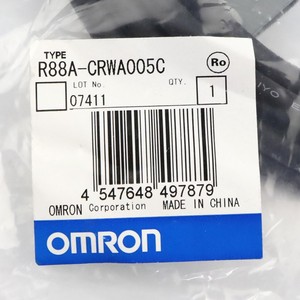 TYPE
R88A-CRWA005C
Ro
LOT No. QTY.
07411 1
4 547648 497879
OMRON Corporation MADE IN CHINA
OMRON